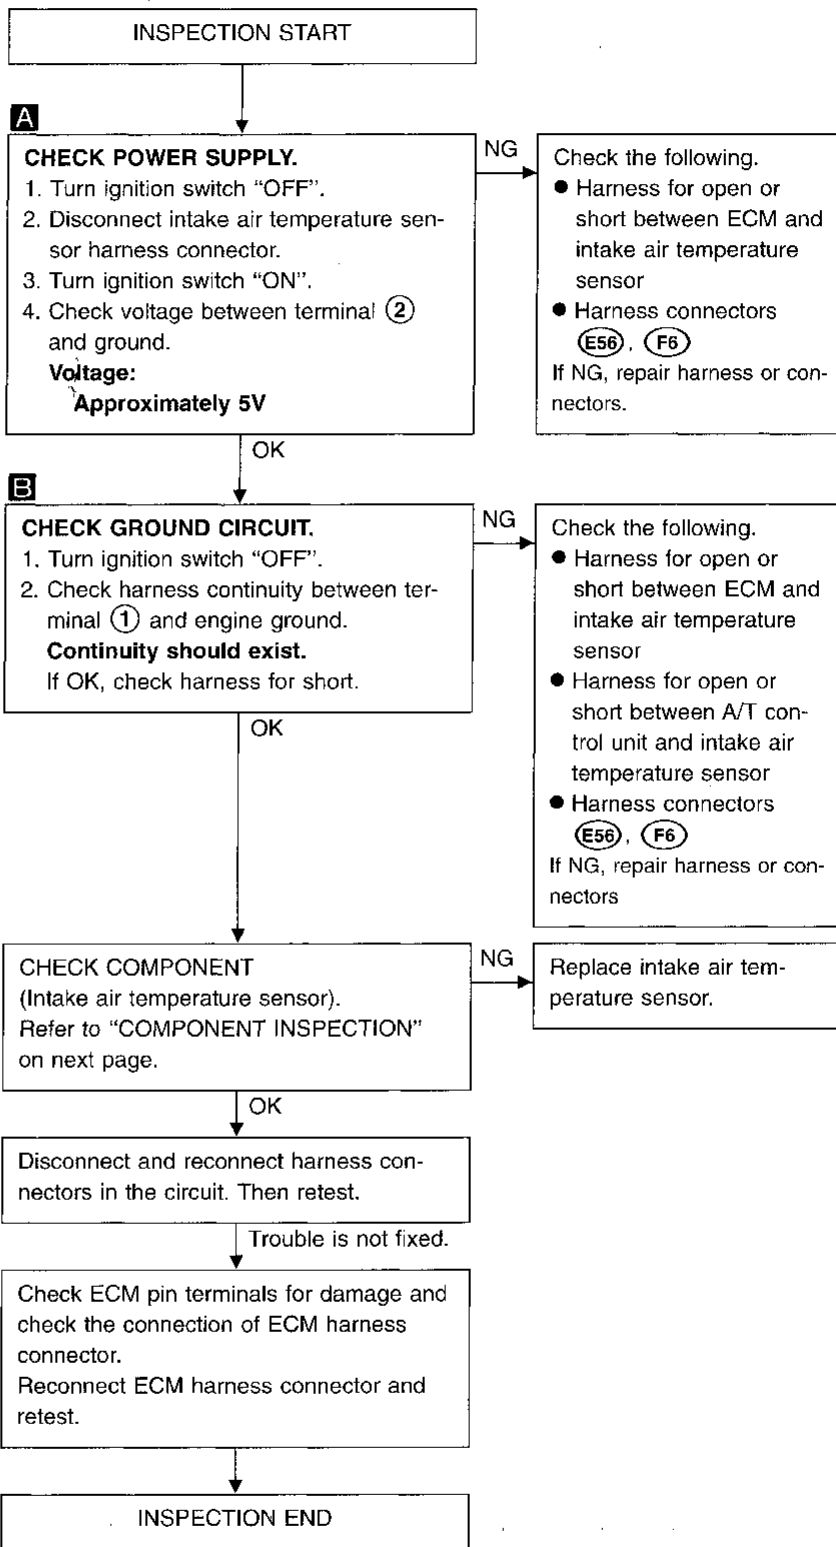 INSPECTION START
A
CHECK POWER SUPPLY.
1. Turn ignition switch “OFF”.
2. Disconnect intake air temperature sen-
sor harness connector.
3. Turn ignition switch “ON”.
4. Check voltage between terminal ②
and ground.
Voltage:
Approximately 5V
NG
Check the following.
● Harness for open or
short between ECM and
intake air temperature
sensor
● Harness connectors
E56, F6
If NG, repair harness or con-
nectors.
OK
B
CHECK GROUND CIRCUIT.
1. Turn ignition switch “OFF”.
2. Check harness continuity between ter-
minal ① and engine ground.
Continuity should exist.
If OK, check harness for short.
NG
Check the following.
● Harness for open or
short between ECM and
intake air temperature
sensor
● Harness for open or
short between A/T con-
trol unit and intake air
temperature sensor
● Harness connectors
E56, F6
If NG, repair harness or con-
nectors
OK
CHECK COMPONENT
(Intake air temperature sensor).
Refer to “COMPONENT INSPECTION”
on next page.
NG
Replace intake air tem-
perature sensor.
OK
Disconnect and reconnect harness con-
nectors in the circuit. Then retest.
Trouble is not fixed.
Check ECM pin terminals for damage and
check the connection of ECM harness
connector.
Reconnect ECM harness connector and
retest.
INSPECTION END